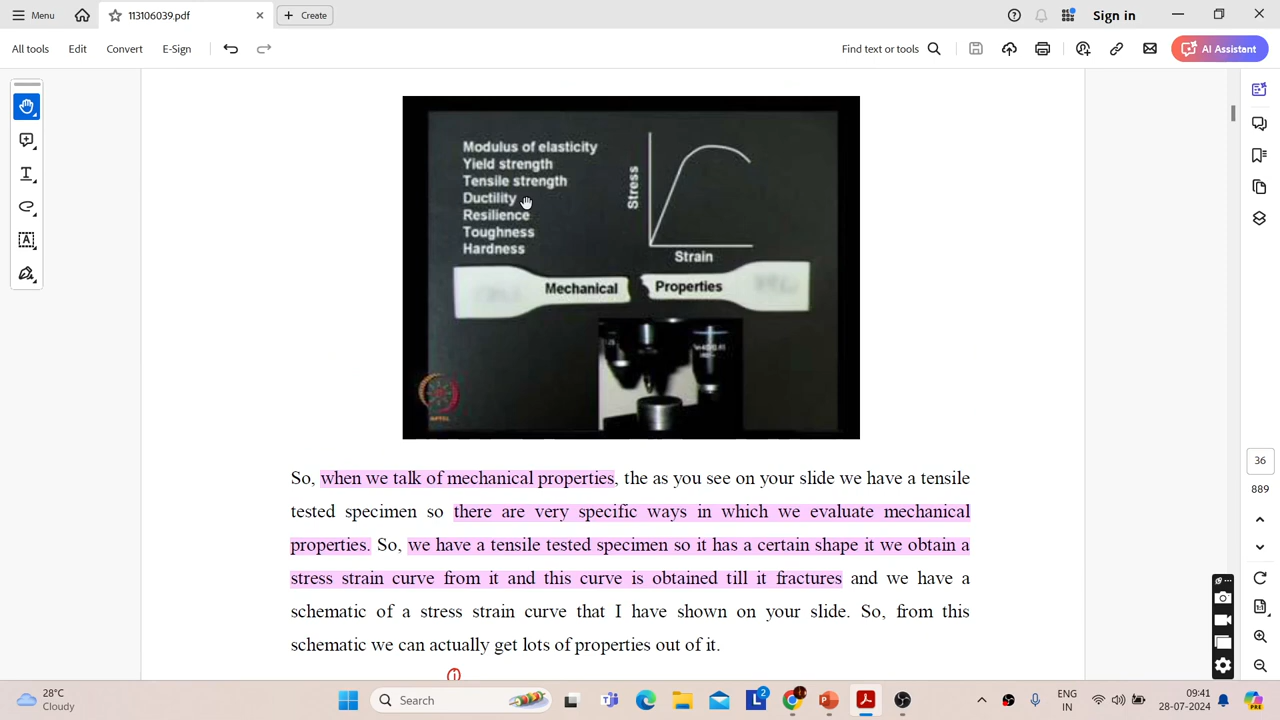 Menu
113106039.pdf
Create
Sign in
All tools
Edit
Convert
E-Sign
Find text or tools
AI Assistant
Modulus of elasticity
Yield strength
Tensile strength
Ductility
Resilience
Toughness
Hardness
Stress
Strain
Mechanical Properties
NPTEL
So, when we talk of mechanical properties, the as you see on your slide we have a tensile
tested specimen so there are very specific ways in which we evaluate mechanical
properties. So, we have a tensile tested specimen so it has a certain shape it we obtain a
stress strain curve from it and this curve is obtained till it fractures and we have a
schematic of a stress strain curve that I have shown on your slide. So, from this
schematic we can actually get lots of properties out of it.
36
889
28°C
Cloudy
Search
2
ENG
IN
09:41
28-07-2024